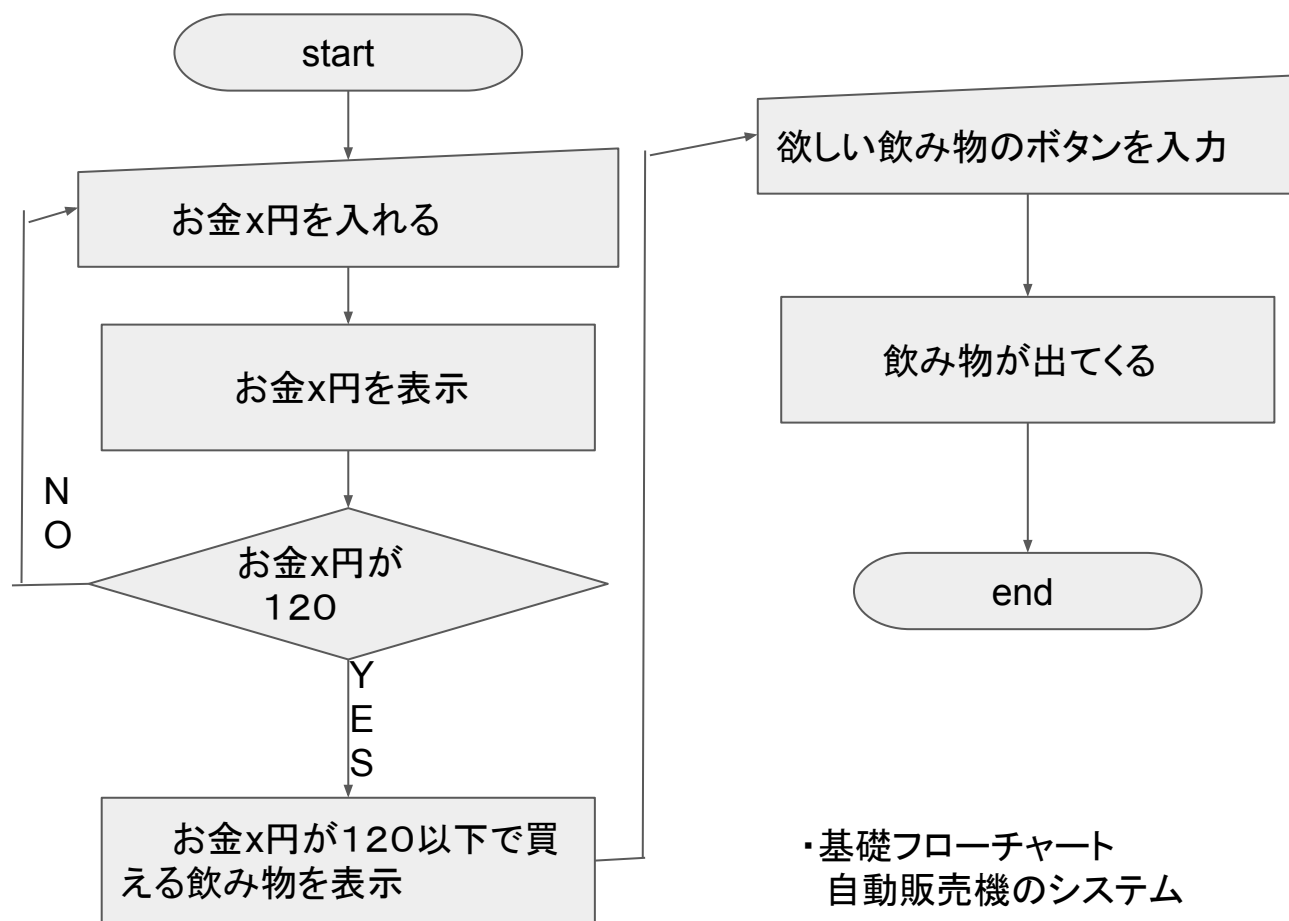 start
お金x円を入れる
お金x円を表示
NO
お金x円が
１２０
YES
お金x円が１２０以下で買
える飲み物を表示
欲しい飲み物のボタンを入力
飲み物が出てくる
end
・基礎フローチャート
自動販売機のシステム